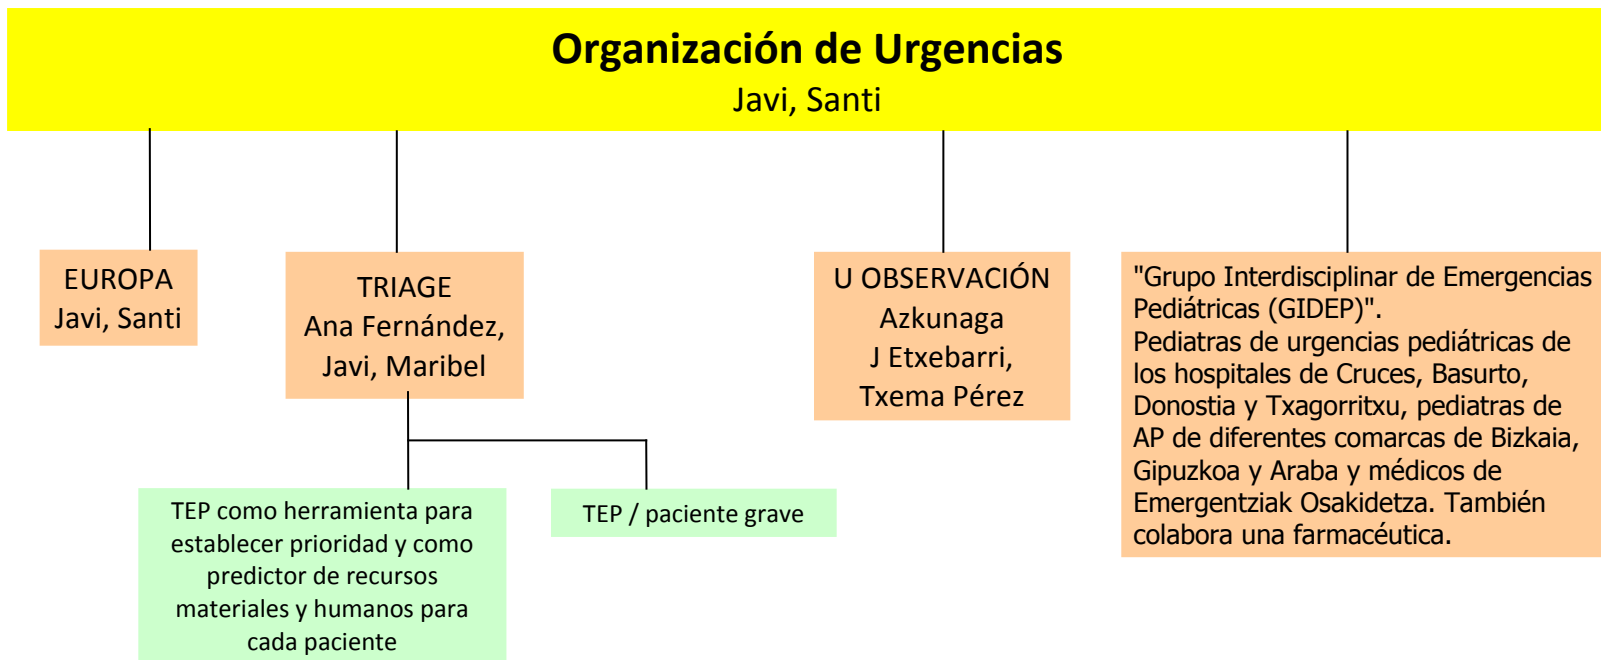 Organización de Urgencias
Javi, Santi
EUROPA
Javi, Santi
TRIAGE
Ana Fernández,
Javi, Maribel
U OBSERVACIÓN
Azkunaga
J Etxebarri,
Txema Pérez
"Grupo Interdisciplinar de Emergencias
Pediátricas (GIDEP)".
Pediatras de urgencias pediátricas de
los hospitales de Cruces, Basurto,
Donostia y Txagorritxu, pediatras de
AP de diferentes comarcas de Bizkaia,
Gipuzkoa y Araba y médicos de
Emergentziak Osakidetza. También
colabora una farmacéutica.
TEP como herramienta para
establecer prioridad y como
predictor de recursos
materiales y humanos para
cada paciente
TEP / paciente grave